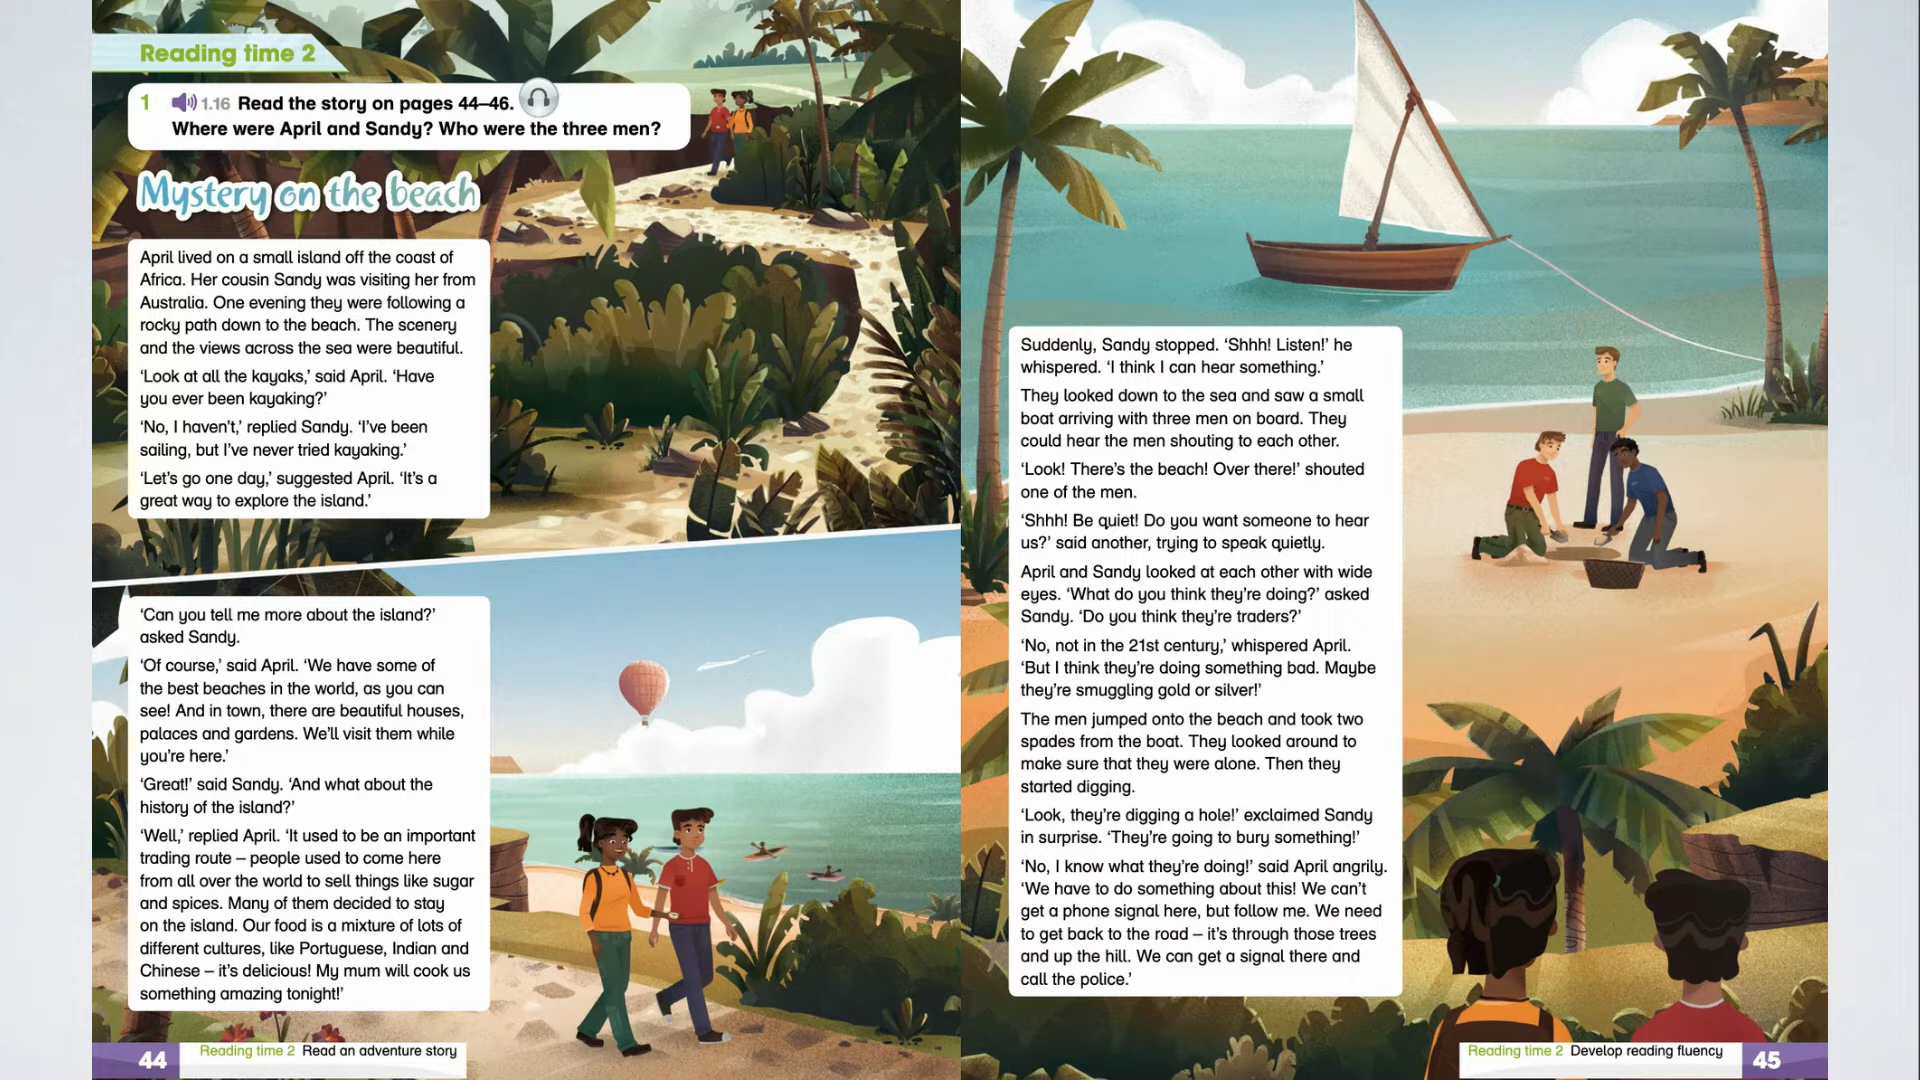 Reading time 2
1 1.16 Read the story on pages 44–46.
Where were April and Sandy? Who were the three men?
Mystery on the beach
April lived on a small island off the coast of
Africa. Her cousin Sandy was visiting her from
Australia. One evening they were following a
rocky path down to the beach. The scenery
and the views across the sea were beautiful.
‘Look at all the kayaks,’ said April. ‘Have
you ever been kayaking?’
‘No, I haven’t,’ replied Sandy. ‘I’ve been
sailing, but I’ve never tried kayaking.’
‘Let’s go one day,’ suggested April. ‘It’s a
great way to explore the island.’
‘Can you tell me more about the island?’
asked Sandy.
‘Of course,’ said April. ‘We have some of
the best beaches in the world, as you can
see! And in town, there are beautiful houses,
palaces and gardens. We’ll visit them while
you’re here.’
‘Great!’ said Sandy. ‘And what about the
history of the island?’
‘Well,’ replied April. ‘It used to be an important
trading route – people used to come here
from all over the world to sell things like sugar
and spices. Many of them decided to stay
on the island. Our food is a mixture of lots of
different cultures, like Portuguese, Indian and
Chinese – it’s delicious! My mum will cook us
something amazing tonight!’
44 Reading time 2 Read an adventure story
Suddenly, Sandy stopped. ‘Shhh! Listen!’ he
whispered. ‘I think I can hear something.’
They looked down to the sea and saw a small
boat arriving with three men on board. They
could hear the men shouting to each other.
‘Look! There’s the beach! Over there!’ shouted
one of the men.
‘Shhh! Be quiet! Do you want someone to hear
us?’ said another, trying to speak quietly.
April and Sandy looked at each other with wide
eyes. ‘What do you think they’re doing?’ asked
Sandy. ‘Do you think they’re traders?’
‘No, not in the 21st century,’ whispered April.
‘But I think they’re doing something bad. Maybe
they’re smuggling gold or silver!’
The men jumped onto the beach and took two
spades from the boat. They looked around to
make sure that they were alone. Then they
started digging.
‘Look, they’re digging a hole!’ exclaimed Sandy
in surprise. ‘They’re going to bury something!’
‘No, I know what they’re doing!’ said April angrily.
‘We have to do something about this! We can’t
get a phone signal here, but follow me. We need
to get back to the road – it’s through those trees
and up the hill. We can get a signal there and
call the police.’
Reading time 2 Develop reading fluency 45